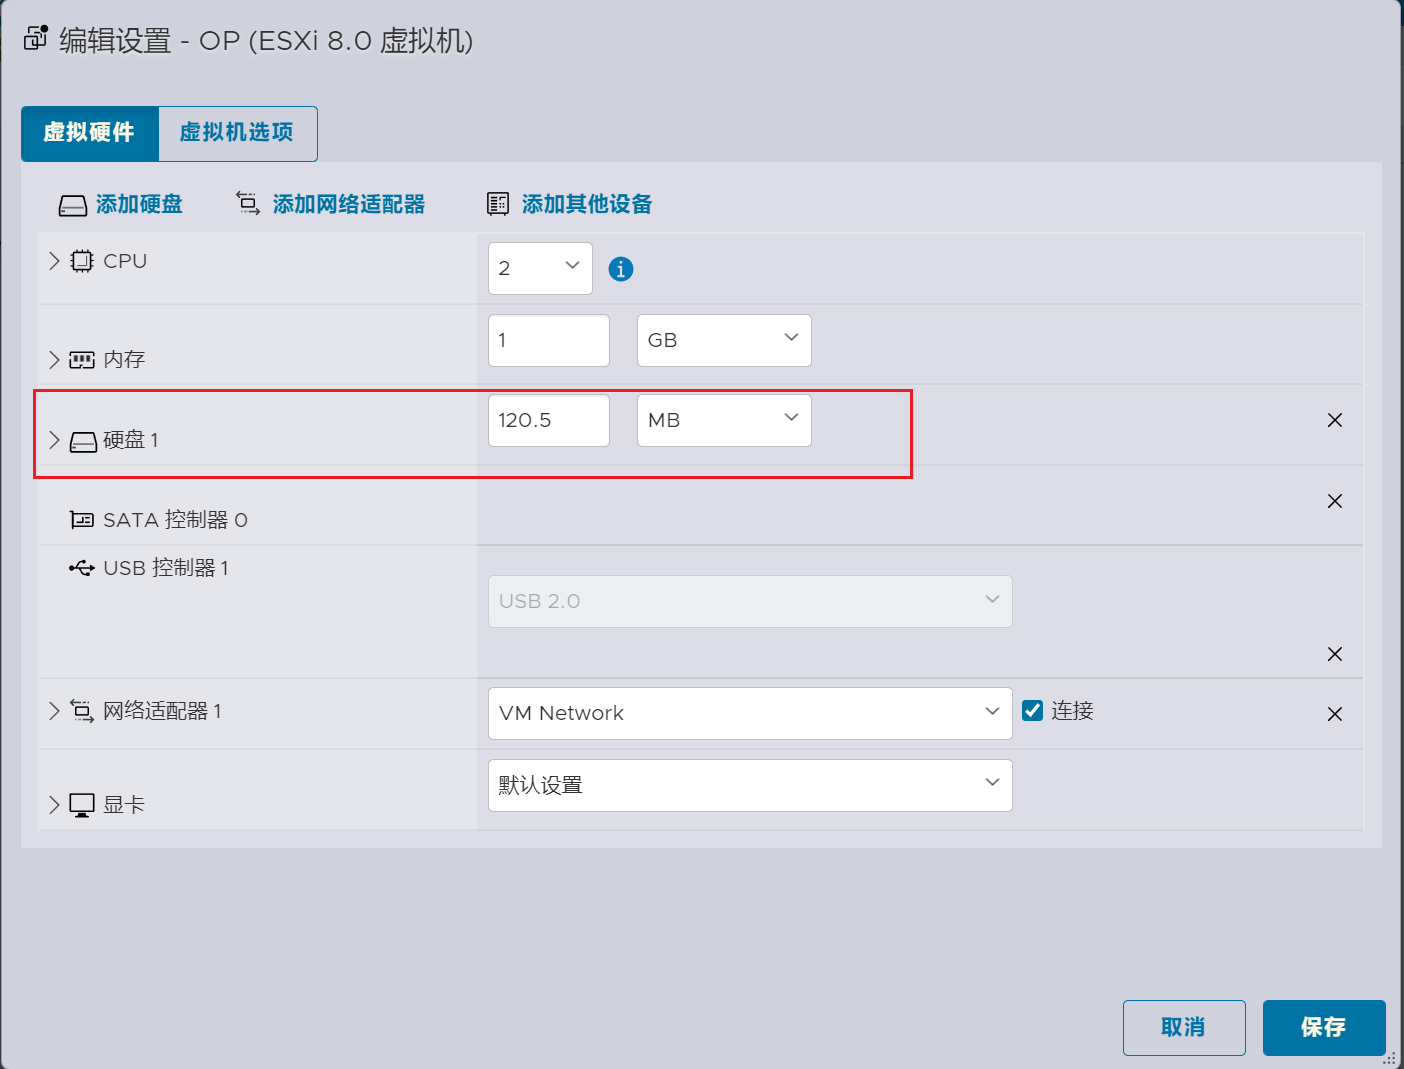 编辑设置 - OP (ESXi 8.0 虚拟机)
虚拟硬件 虚拟机选项
添加硬盘 添加网络适配器 添加其他设备
CPU 2
内存 1 GB
硬盘 1 120.5 MB
SATA 控制器 0
USB 控制器 1
USB 2.0
网络适配器 1 VM Network 连接
显卡 默认设置
取消 保存